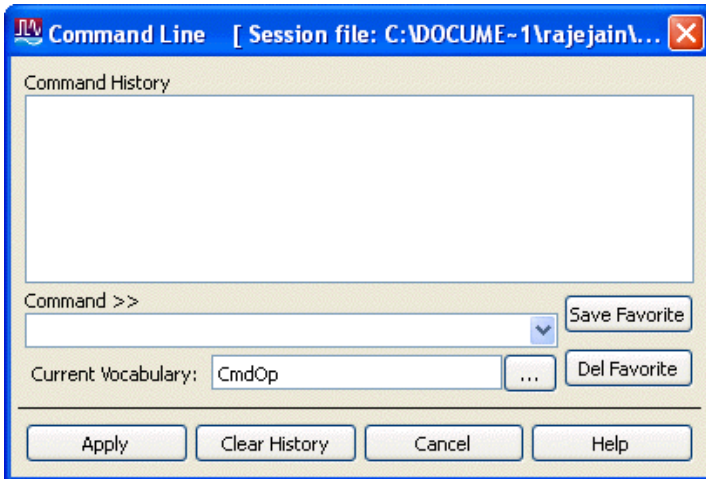 Command Line [ Session file: C:\DOCUME~1\rajejain\...
Command History
Command >>
Save Favorite
Current Vocabulary: CmdOp ... Del Favorite
Apply Clear History Cancel Help